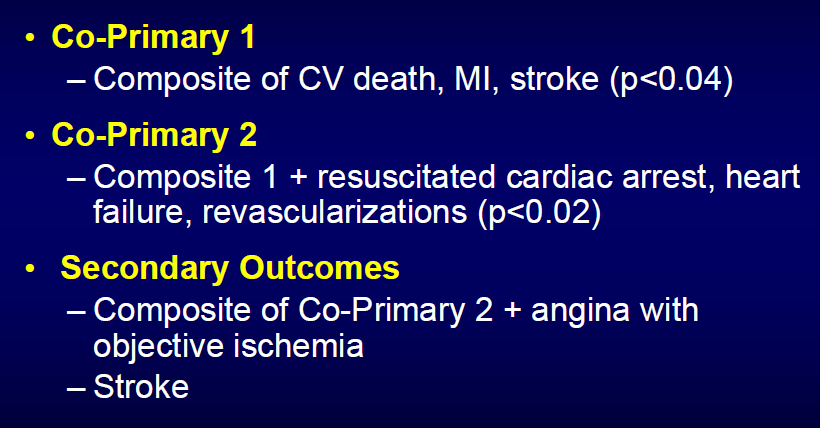 • Co-Primary 1
– Composite of CV death, MI, stroke (p<0.04)
• Co-Primary 2
– Composite 1 + resuscitated cardiac arrest, heart
failure, revascularizations (p<0.02)
• Secondary Outcomes
– Composite of Co-Primary 2 + angina with
objective ischemia
– Stroke